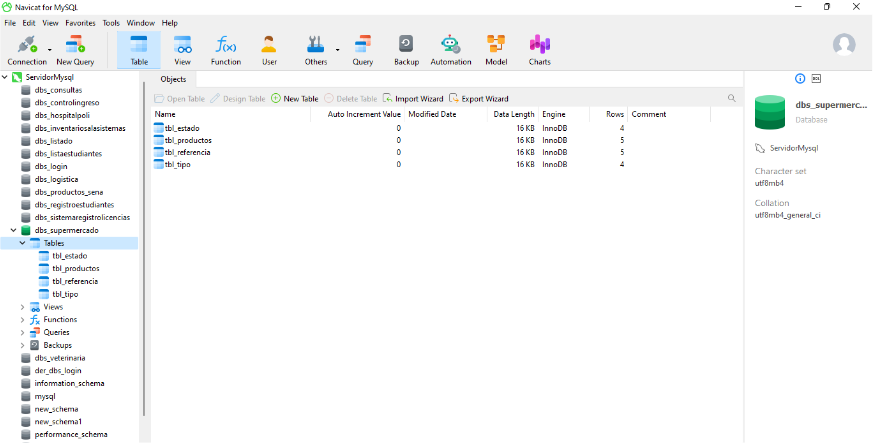 Navicat for MySQL
File Edit View Favorites Tools Window Help
Connection New Query Table View Function User Others Query Backup Automation Model Charts
ServidorMysql
dbs_consultas
dbs_controlingreso
dbs_hospitalpoli
dbs_inventariosalasistemas
dbs_listado
dbs_listaestudiantes
dbs_login
dbs_logistica
dbs_productos_sena
dbs_registroestudiantes
dbs_sistemaregistrolicencias
dbs_supermercado
Tables
tbl_estado
tbl_productos
tbl_referencia
tbl_tipo
Views
Functions
Queries
Backups
dbs_veterinaria
der_dbs_login
information_schema
mysql
new_schema
new_schema1
performance_schema
Objects
Open Table Design Table New Table Delete Table Import Wizard Export Wizard
Name Auto Increment Value Modified Date Data Length Engine Rows Comment
tbl_estado 0 16 KB InnoDB 4
tbl_productos 0 16 KB InnoDB 5
tbl_referencia 0 16 KB InnoDB 5
tbl_tipo 0 16 KB InnoDB 4
dbs_supermerc...
Database
ServidorMysql
Character set
utf8mb4
Collation
utf8mb4_general_ci